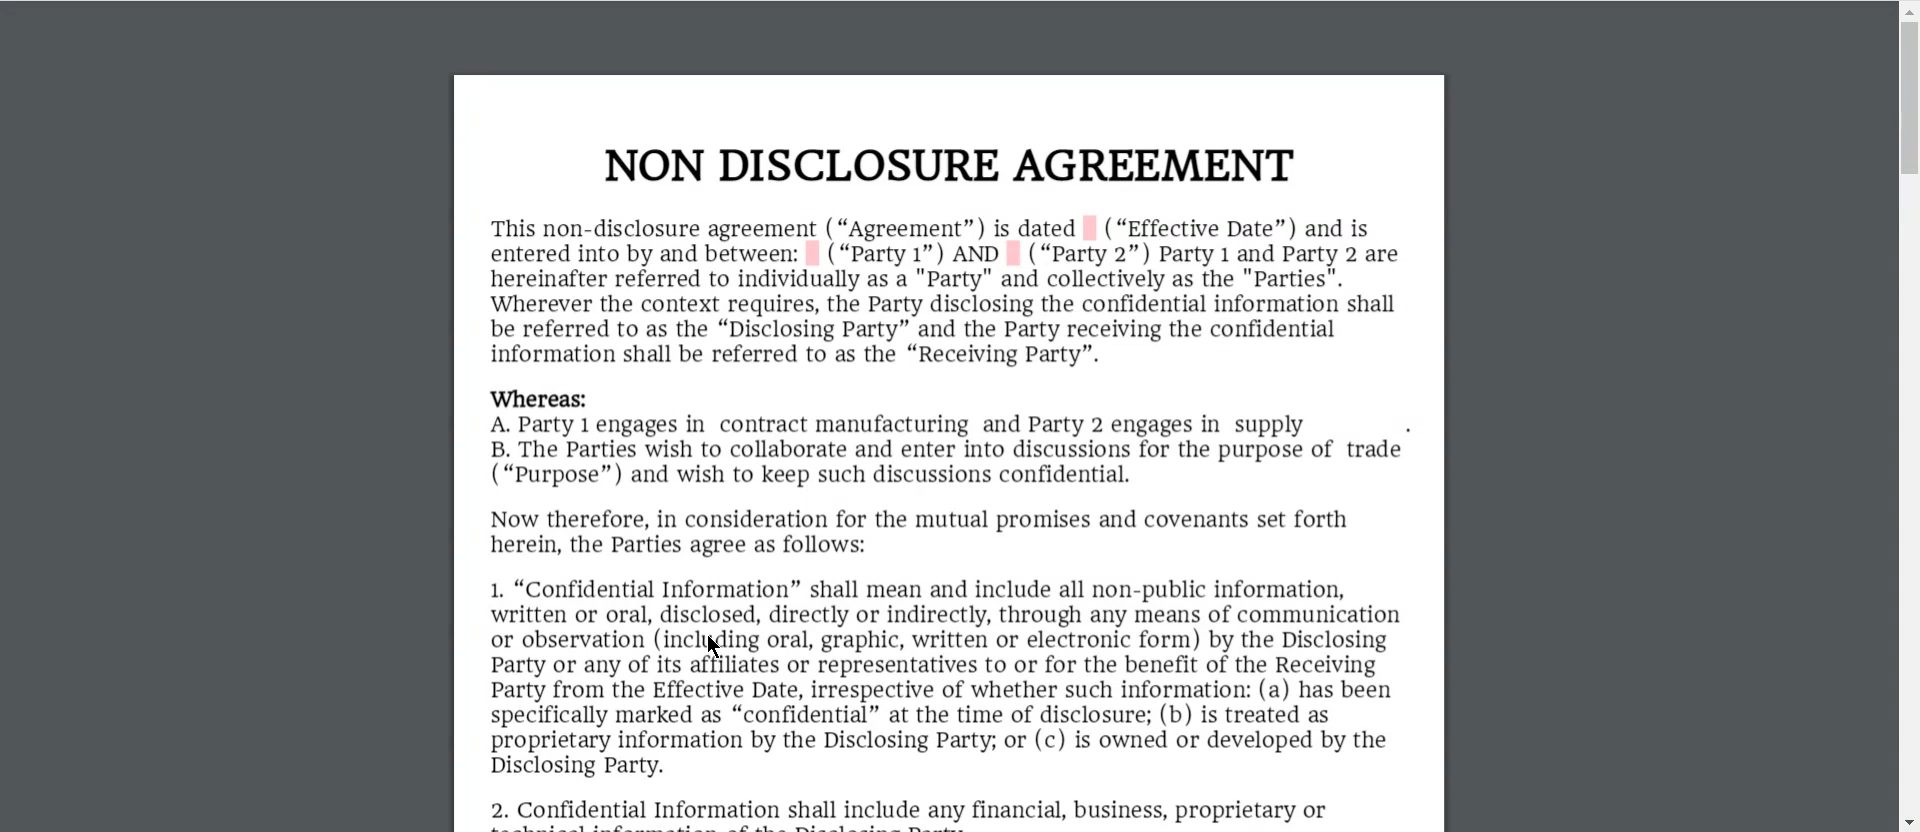 NON DISCLOSURE AGREEMENT
This non-disclosure agreement (“Agreement”) is dated (“Effective Date”) and is
entered into by and between: (“Party 1”) AND (“Party 2”) Party 1 and Party 2 are
hereinafter referred to individually as a "Party" and collectively as the "Parties".
Wherever the context requires, the Party disclosing the confidential information shall
be referred to as the “Disclosing Party” and the Party receiving the confidential
information shall be referred to as the “Receiving Party”.
Whereas:
A. Party 1 engages in contract manufacturing and Party 2 engages in supply .
B. The Parties wish to collaborate and enter into discussions for the purpose of trade
(“Purpose”) and wish to keep such discussions confidential.
Now therefore, in consideration for the mutual promises and covenants set forth
herein, the Parties agree as follows:
1. “Confidential Information” shall mean and include all non-public information,
written or oral, disclosed, directly or indirectly, through any means of communication
or observation (including oral, graphic, written or electronic form) by the Disclosing
Party or any of its affiliates or representatives to or for the benefit of the Receiving
Party from the Effective Date, irrespective of whether such information: (a) has been
specifically marked as “confidential” at the time of disclosure; (b) is treated as
proprietary information by the Disclosing Party; or (c) is owned or developed by the
Disclosing Party.
2. Confidential Information shall include any financial, business, proprietary or
technical information of the Disclosing Party